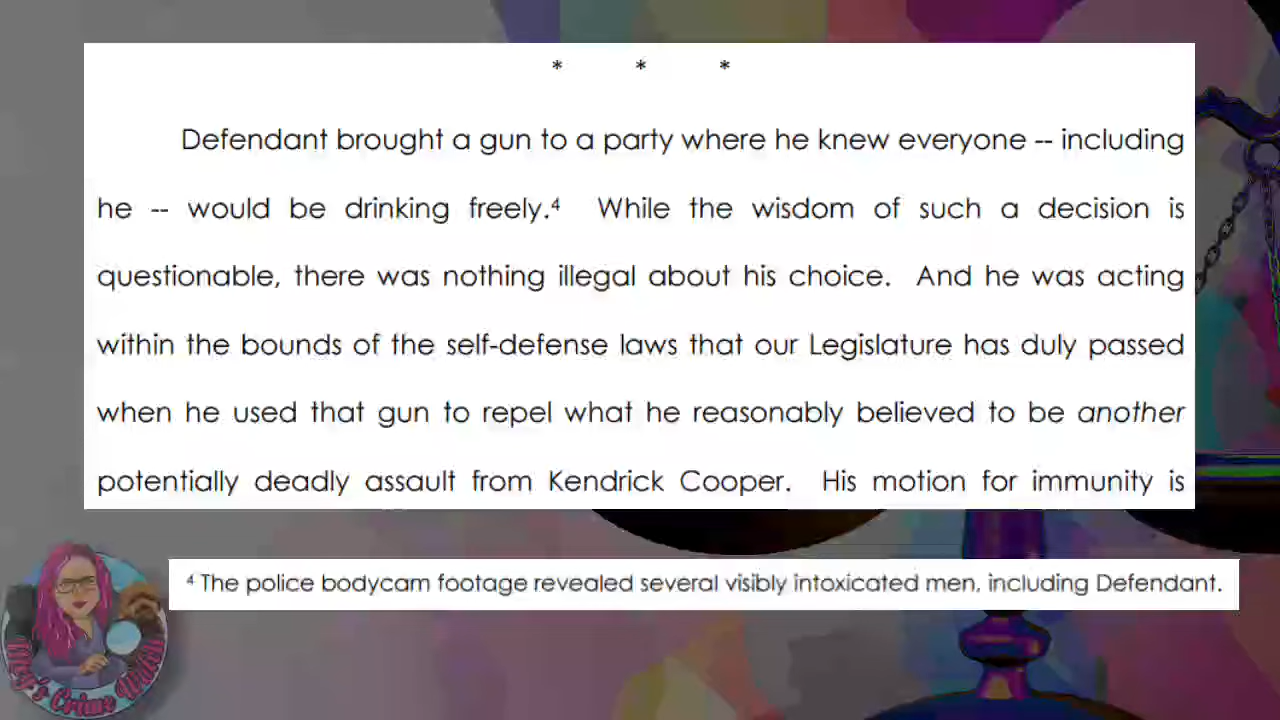 * * *
Defendant brought a gun to a party where he knew everyone -- including
he -- would be drinking freely.⁴ While the wisdom of such a decision is
questionable, there was nothing illegal about his choice. And he was acting
within the bounds of the self-defense laws that our Legislature has duly passed
when he used that gun to repel what he reasonably believed to be another
potentially deadly assault from Kendrick Cooper. His motion for immunity is
⁴ The police bodycam footage revealed several visibly intoxicated men, including Defendant.
Crime